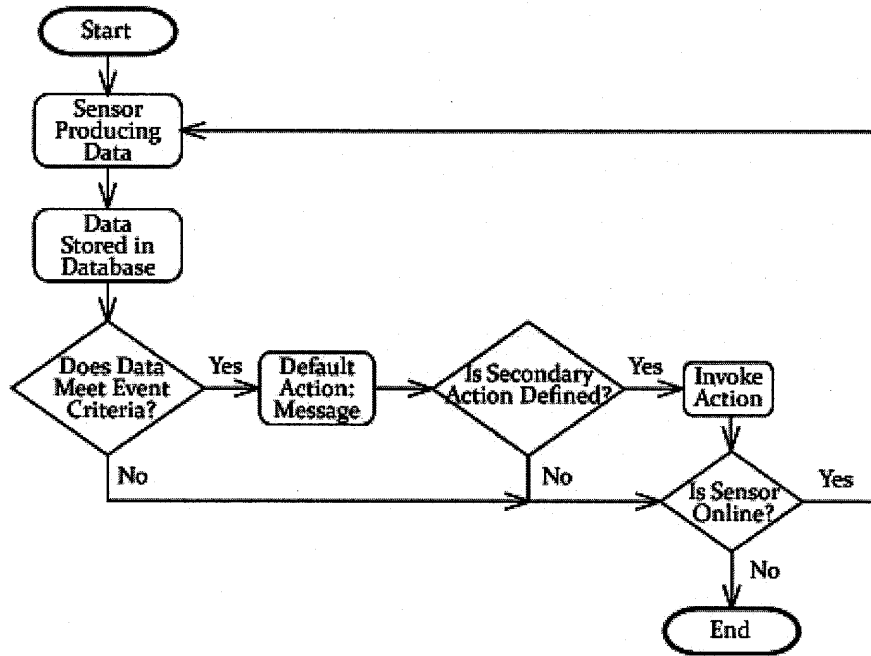 Start
Sensor
Producing
Data
Data
Stored in
Database
Does Data
Meet Event
Criteria?
Yes
Default
Action:
Message
Is Secondary
Action Defined?
Yes
Invoke
Action
No
No
Is Sensor
Online?
Yes
No
End